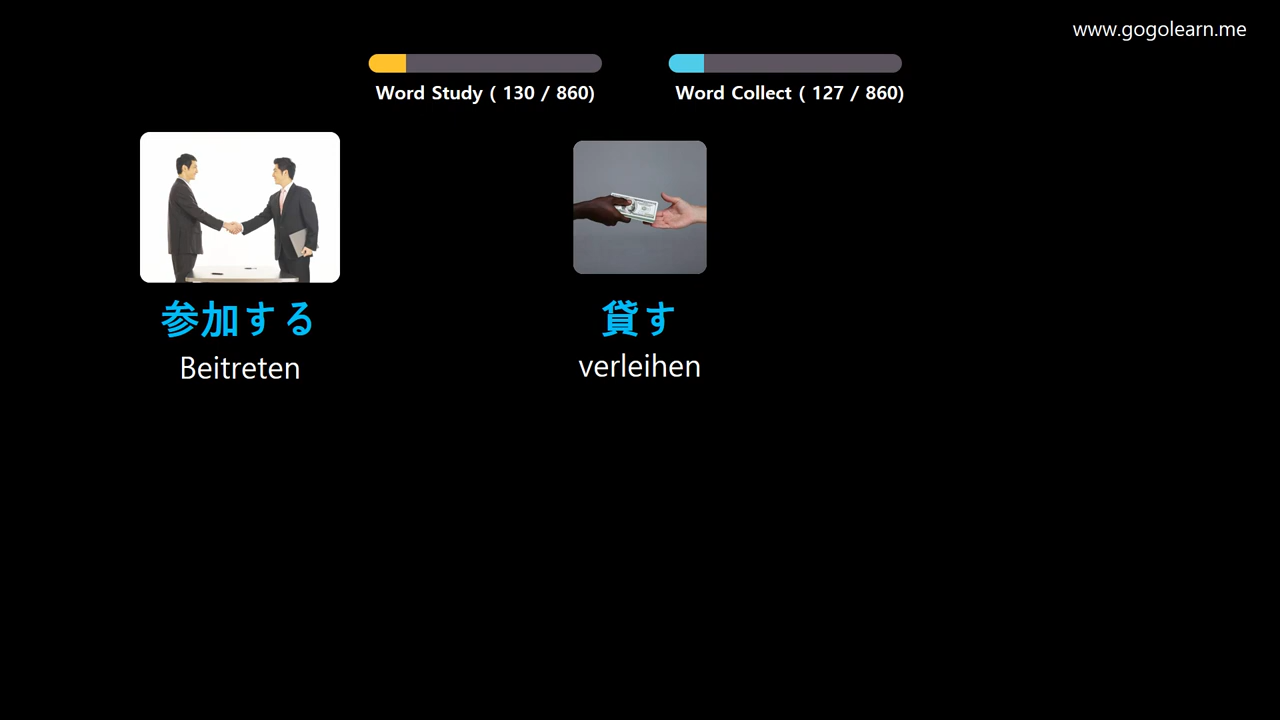 www.gogolearn.me
Word Study ( 130 / 860)
Word Collect ( 127 / 860)
参加する
Beitreten
貸す
verleihen